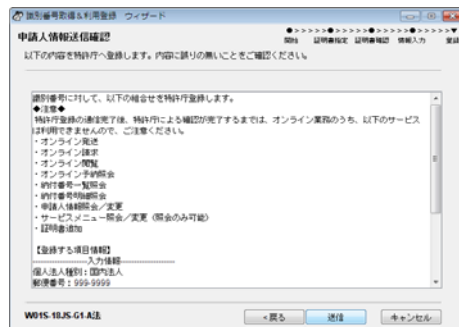 識別番号取得&利用登録 ウィザード
申請人情報送信確認
●>>>>>●>>>>>●>>>>>●>>>>>▼
開始 証明書指定 証明書確認 情報入力 登録
以下の内容を特許庁へ登録します。内容に誤りの無いことをご確認ください。
識別番号に対して、以下の組合せを特許庁登録します。
◆注意◆
特許庁登録の通信完了後、特許庁による確認が完了するまでは、オンライン業務のうち、以下のサービス
は利用できませんので、ご注意ください。
・オンライン発送
・オンライン請求
・オンライン閲覧
・オンライン予納照会
・納付番号一覧照会
・納付番号明細照会
・申請人情報照会/変更
・サービスメニュー照会/変更(照会のみ可能)
・証明書追加
【登録する項目情報】
--------------------入力情報--------------------
個人法人種別:国内法人
郵便番号:999-9999
W01S-18JS-G1-A法
<戻る 送信 キャンセル